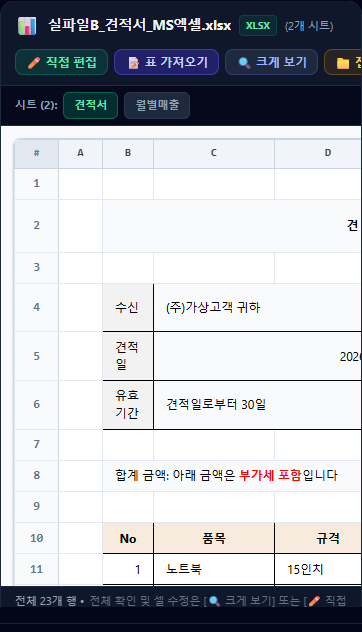 실파일B_견적서_MS엑셀.xlsx XLSX (2개 시트)
직접 편집 표 가져오기 크게 보기
시트 (2): 견적서 월별매출
# A B C D
1
2 견
3
4 수신 (주)가상고객 귀하
5 견적일 2026
6 유효기간 견적일로부터 30일
7
8 합계 금액: 아래 금액은 부가세 포함입니다
9
10 No 품목 규격
11 1 노트북 15인치
전체 23개 행 • 전체 확인 및 셀 수정은 [🔍 크게 보기] 또는 [🖍 직접